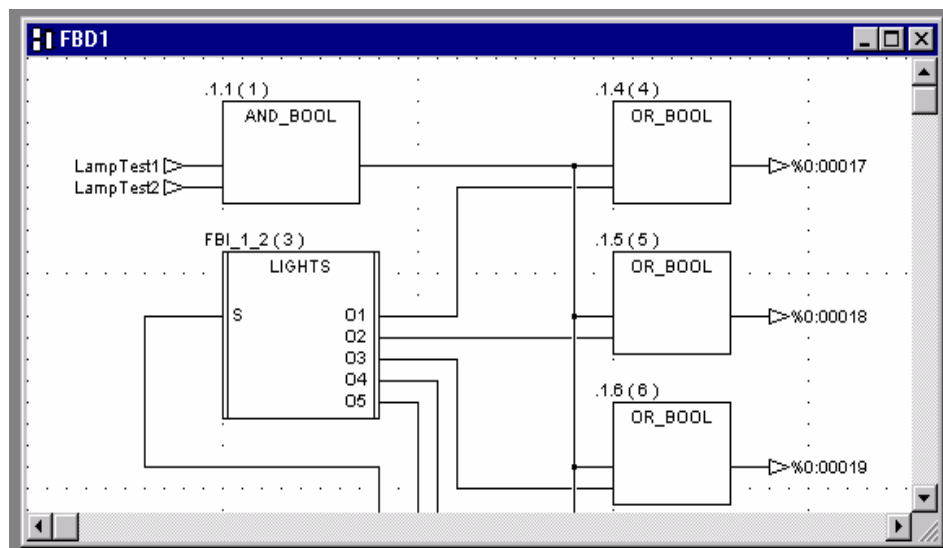 FBD1
.1.1(1)
AND_BOOL
LampTest1
LampTest2
.1.4(4)
OR_BOOL
%0:00017
FBI_1_2(3)
LIGHTS
S
O1
O2
O3
O4
O5
.1.5(5)
OR_BOOL
%0:00018
.1.6(6)
OR_BOOL
%0:00019